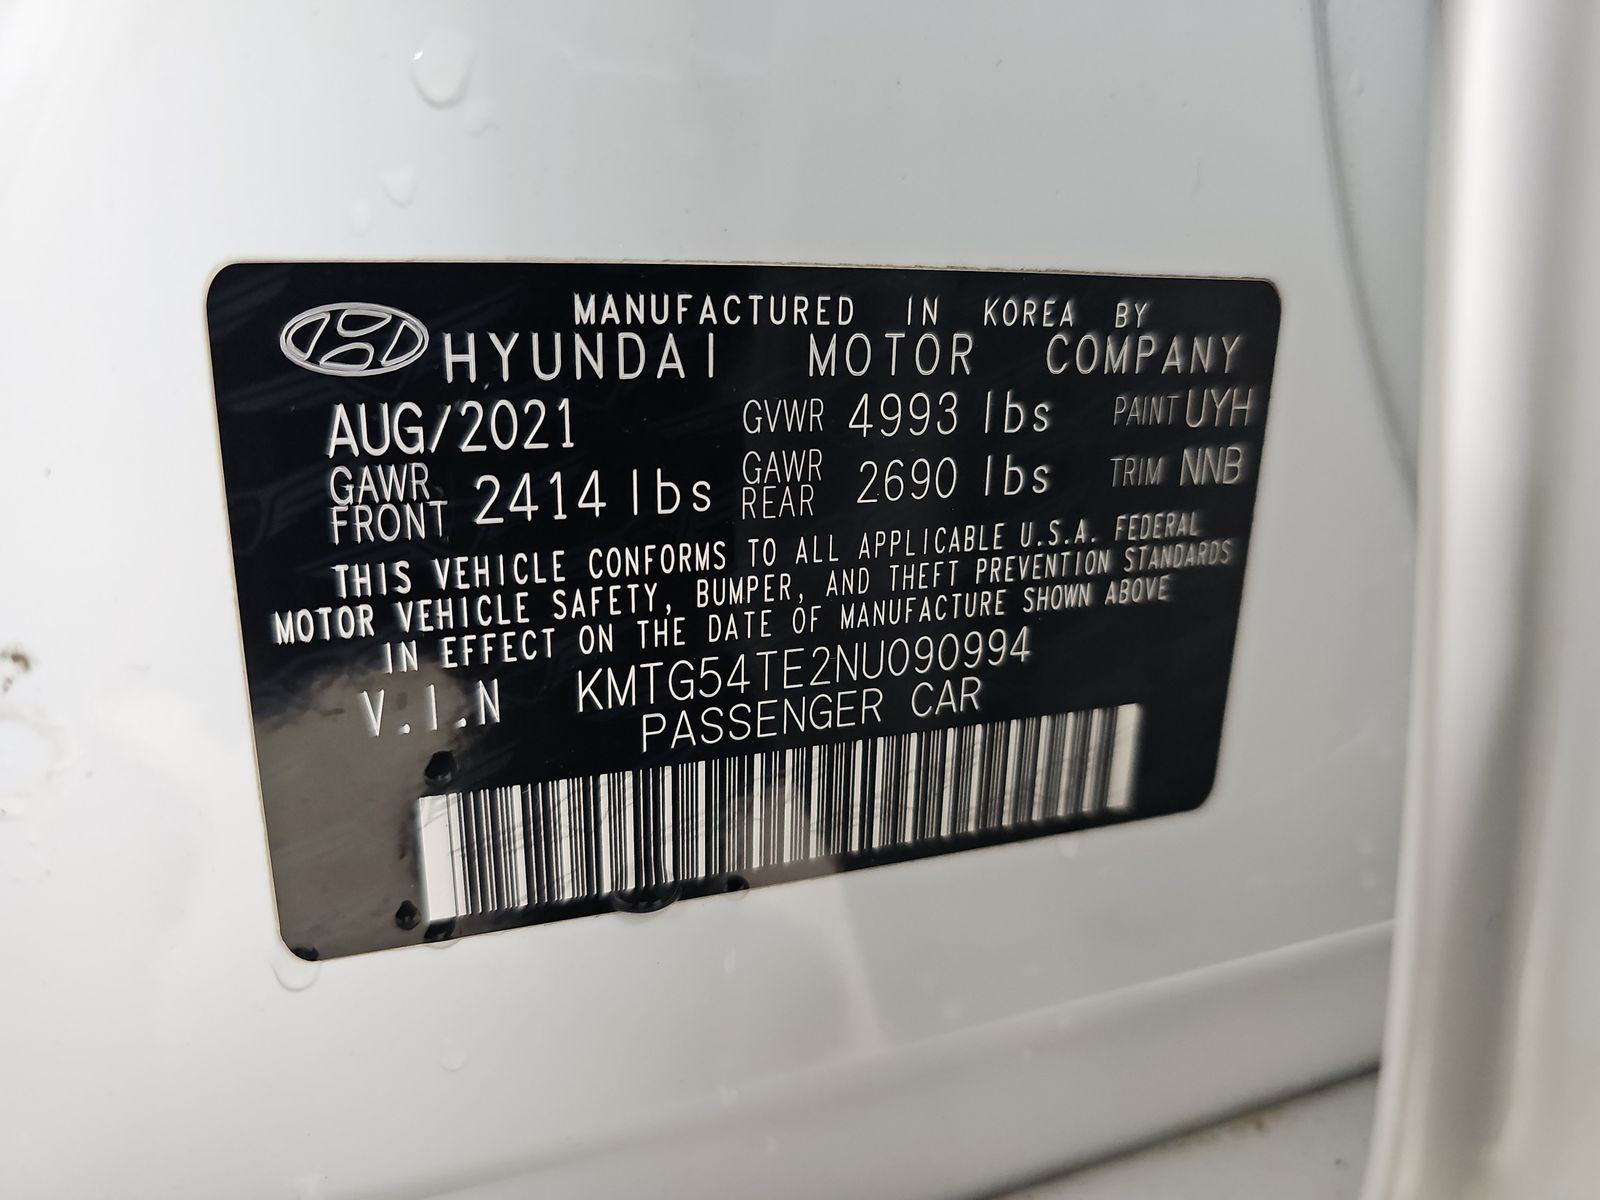 MANUFACTURED IN KOREA BY
HYUNDAI MOTOR COMPANY
AUG/2021 GVWR 4993 lbs PAINT UYH
GAWR FRONT 2414 lbs GAWR REAR 2690 lbs TRIM NNB
THIS VEHICLE CONFORMS TO ALL APPLICABLE U.S.A. FEDERAL
MOTOR VEHICLE SAFETY, BUMPER, AND THEFT PREVENTION STANDARDS
IN EFFECT ON THE DATE OF MANUFACTURE SHOWN ABOVE
V.I.N KMTG54TE2NU090994
PASSENGER CAR